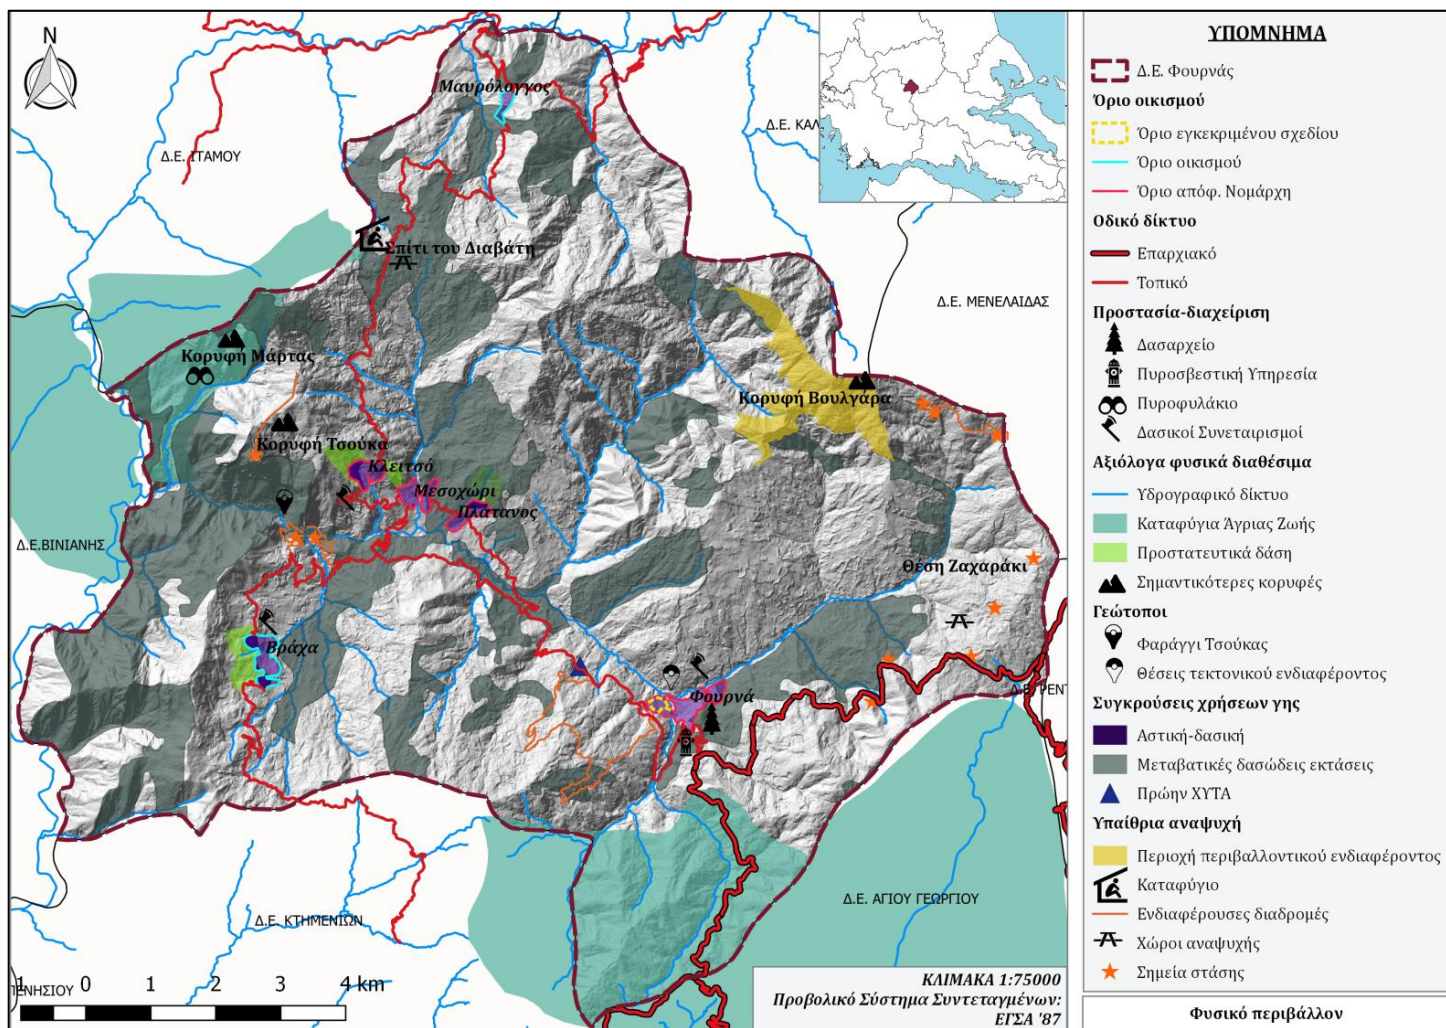 N
Μαυρόλογγος
Δ.Ε. ΙΤΑΜΟΥ
Δ.Ε. ΚΑΛ
Σπίτι του Διαβάτη
Δ.Ε. ΜΕΝΕΛΑΙΔΑΣ
Κορυφή Μάρτας
Κορυφή Βουλγάρα
Κορυφή Τσούκα
Κλειτσό
Μεσοχώρι
Πλάτανος
Δ.Ε.ΒΙΝΙΑΝΗΣ
Θέση Ζαχαράκι
Βράχα
Φουρνά
Δ.Ε. ΡΕΝΤ
Δ.Ε. ΑΓΙΟΥ ΓΕΩΡΓΙΟΥ
Δ.Ε. ΚΤΗΜΕΝΙΩΝ
ΠΕΝΗΣΙΟΥ
1 0 1 2 3 4 km
ΚΛΙΜΑΚΑ 1:75000
Προβολικό Σύστημα Συντεταγμένων:
ΕΓΣΑ '87
ΥΠΟΜΝΗΜΑ
Δ.Ε. Φουρνάς
Όριο οικισμού
Όριο εγκεκριμένου σχεδίου
Όριο οικισμού
Όριο απόφ. Νομάρχη
Οδικό δίκτυο
Επαρχιακό
Τοπικό
Προστασία-διαχείριση
Δασαρχείο
Πυροσβεστική Υπηρεσία
Πυροφυλάκιο
Δασικοί Συνεταιρισμοί
Αξιόλογα φυσικά διαθέσιμα
Υδρογραφικό δίκτυο
Καταφύγια Άγριας Ζωής
Προστατευτικά δάση
Σημαντικότερες κορυφές
Γεώτοποι
Φαράγγι Τσούκας
Θέσεις τεκτονικού ενδιαφέροντος
Συγκρούσεις χρήσεων γης
Αστική-δασική
Μεταβατικές δασώδεις εκτάσεις
Πρώην ΧΥΤΑ
Υπαίθρια αναψυχή
Περιοχή περιβαλλοντικού ενδιαφέροντος
Καταφύγιο
Ενδιαφέρουσες διαδρομές
Χώροι αναψυχής
Σημεία στάσης
Φυσικό περιβάλλον